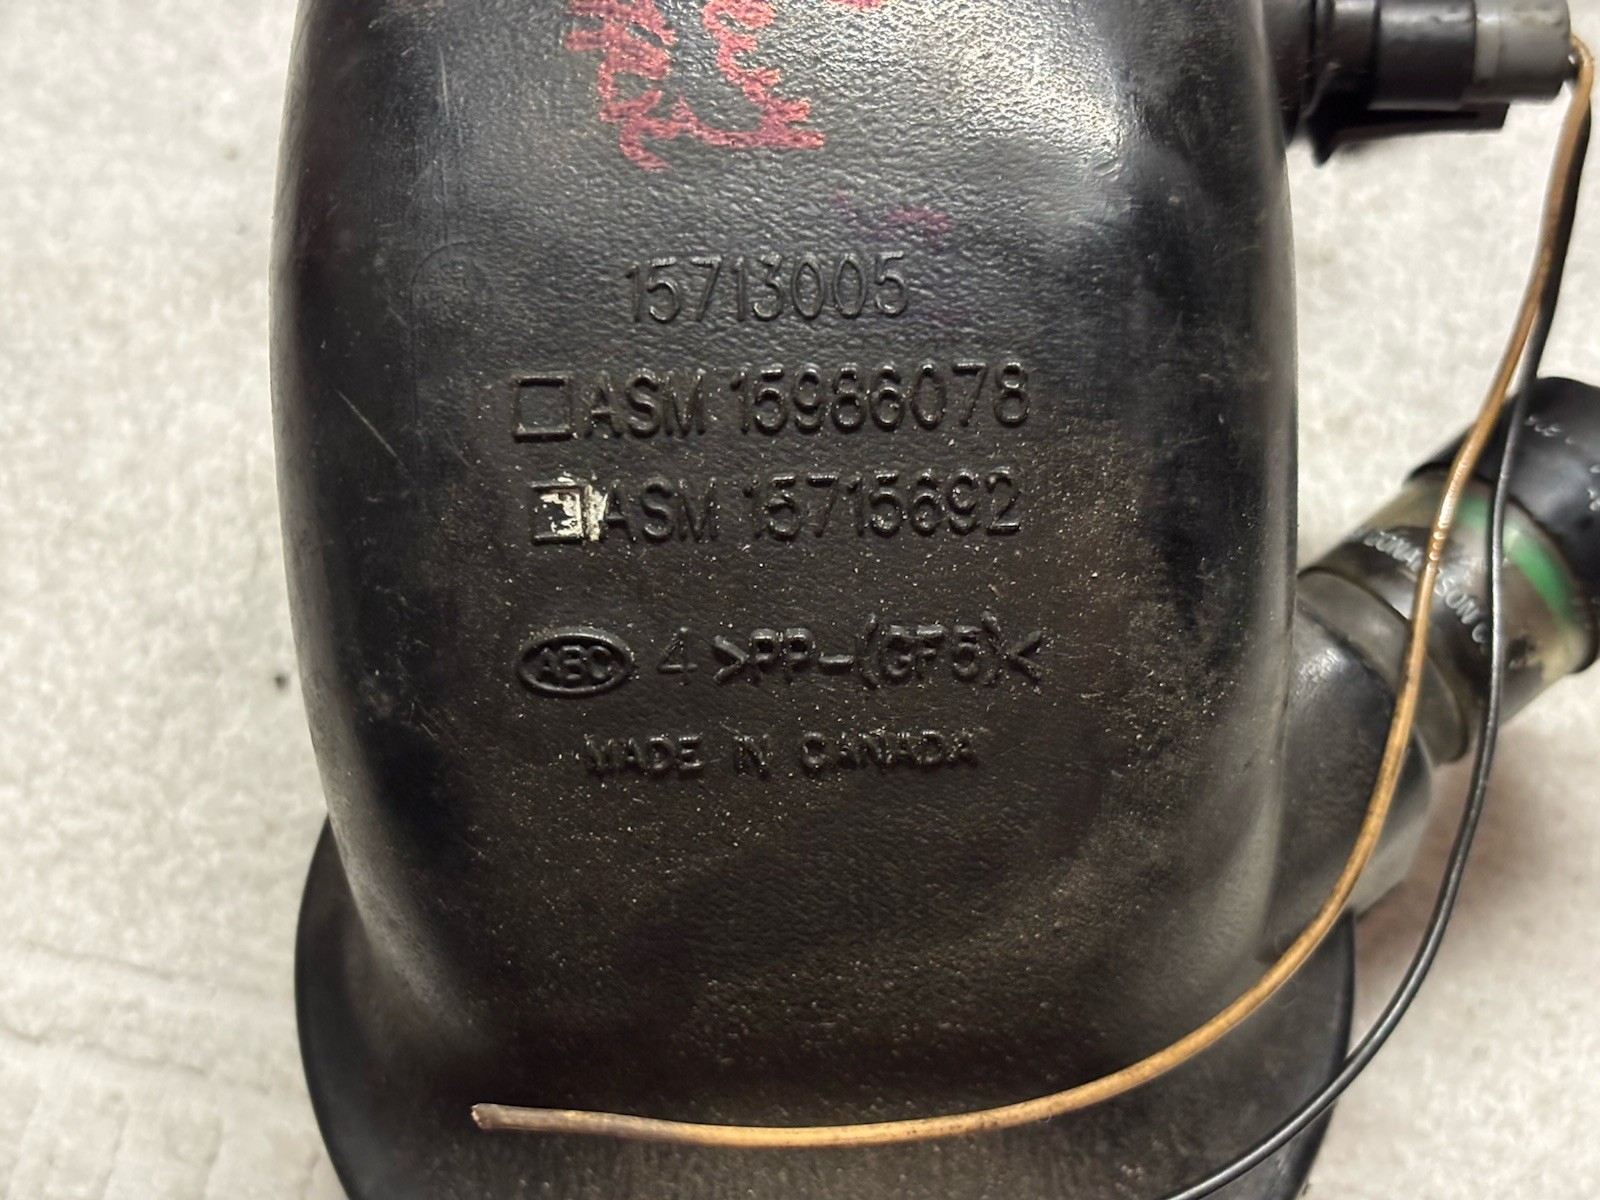 15713005
☐ ASM 15986078
☐ ASM 15715692
ABC 4 >PP-(GF5)<
MADE IN CANADA